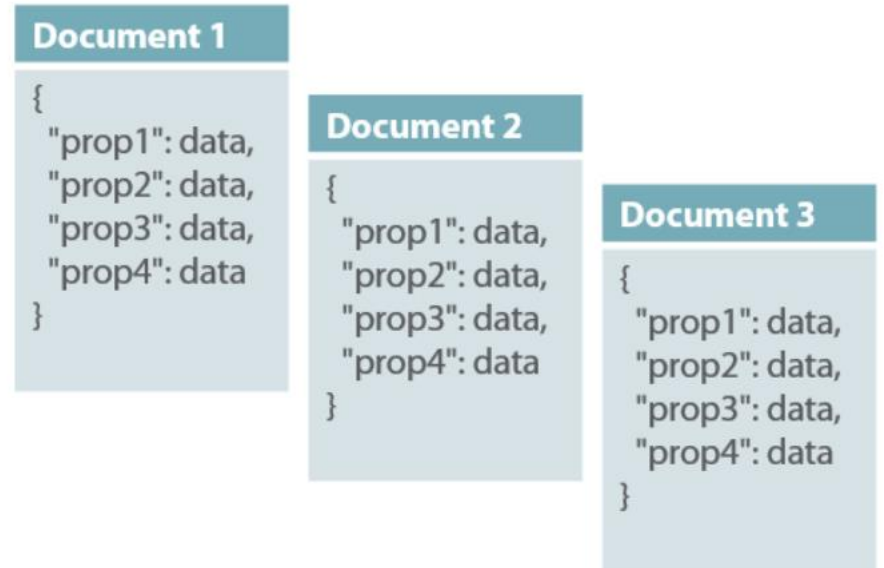 Document 1
{
"prop1": data,
"prop2": data,
"prop3": data,
"prop4": data
}
Document 2
{
"prop1": data,
"prop2": data,
"prop3": data,
"prop4": data
}
Document 3
{
"prop1": data,
"prop2": data,
"prop3": data,
"prop4": data
}